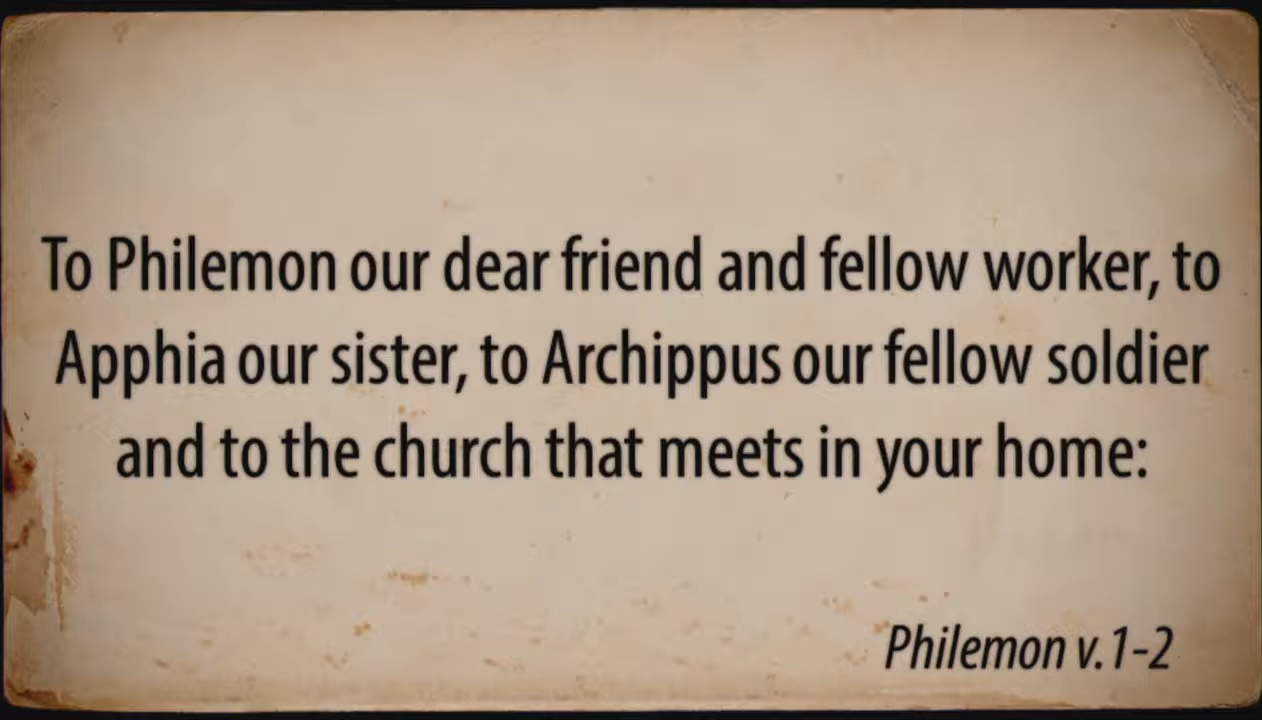 To Philemon our dear friend and fellow worker, to
Apphia our sister, to Archippus our fellow soldier
and to the church that meets in your home:
Philemon v.1-2